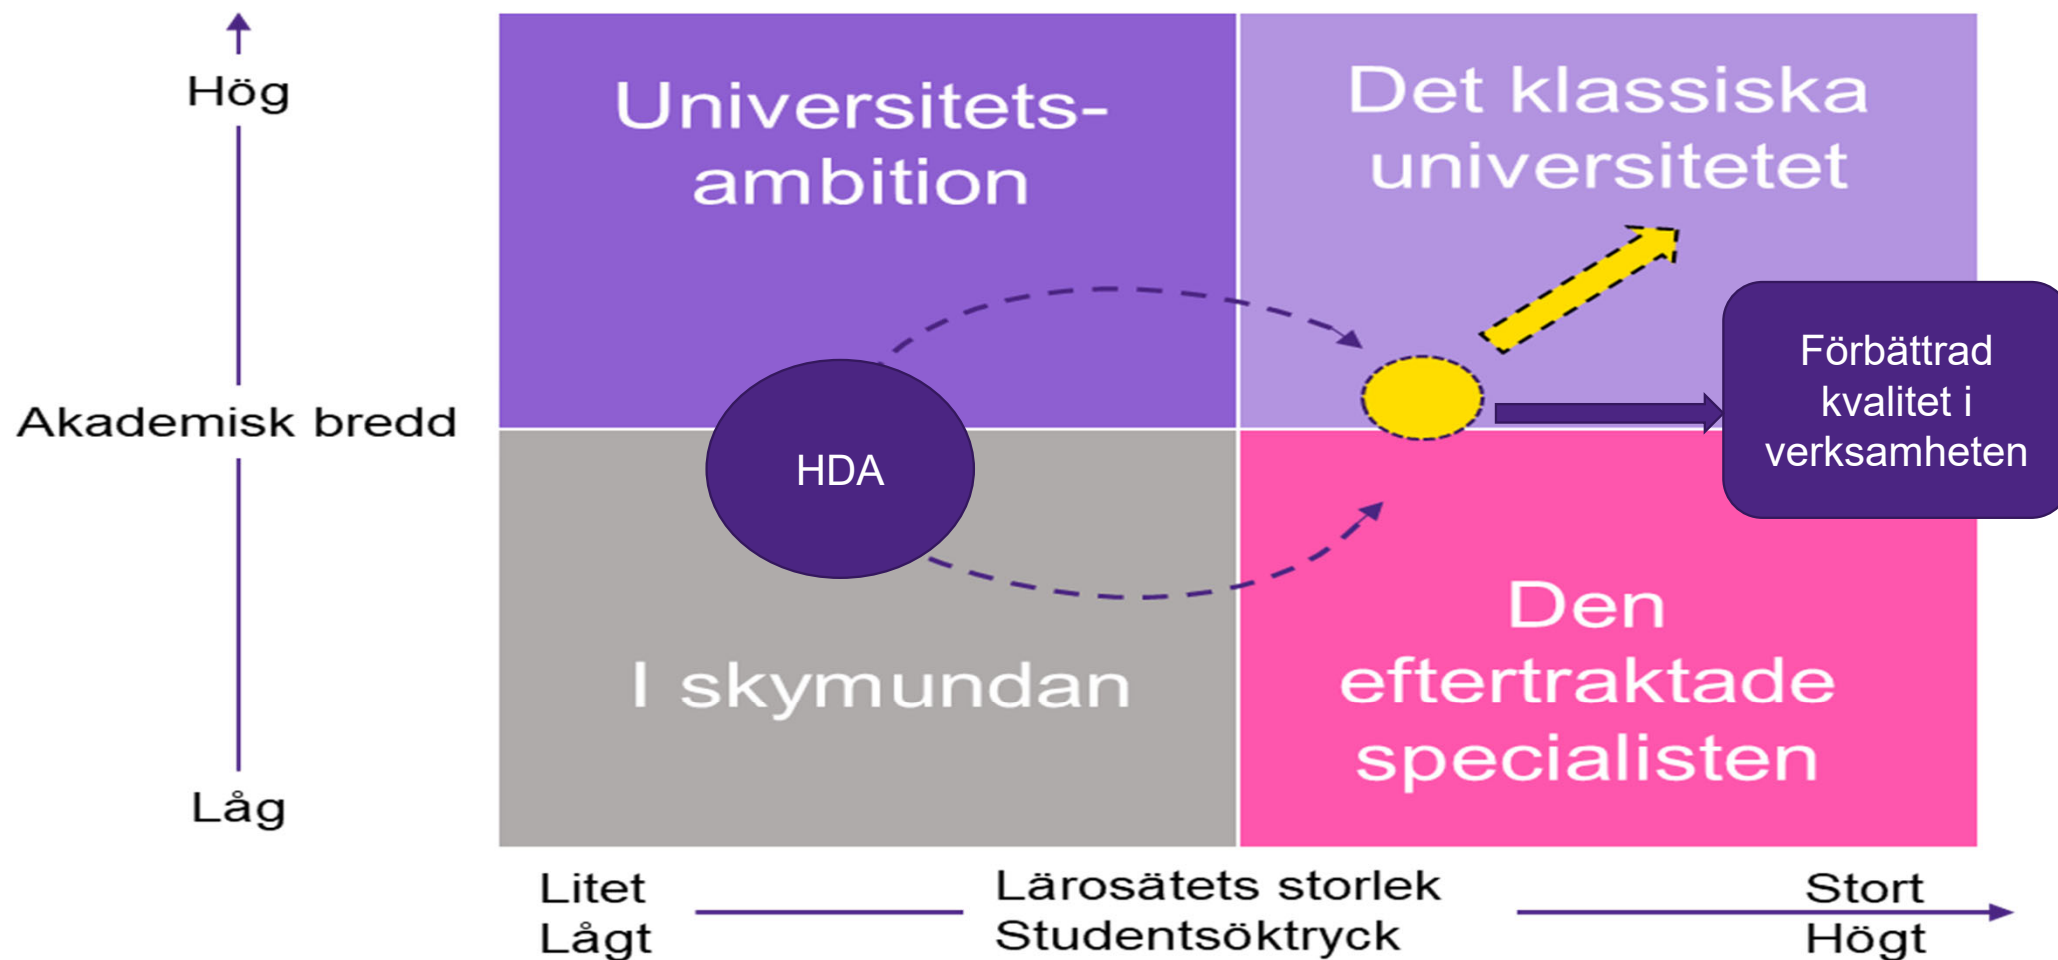 Hög
Akademisk bredd
Låg
Universitets-
ambition
Det klassiska
universitetet
HDA
Förbättrad
kvalitet i
verksamheten
I skymundan
Den
eftertraktade
specialisten
Litet
Lågt
Lärosätets storlek
Studentsöktryck
Stort
Högt